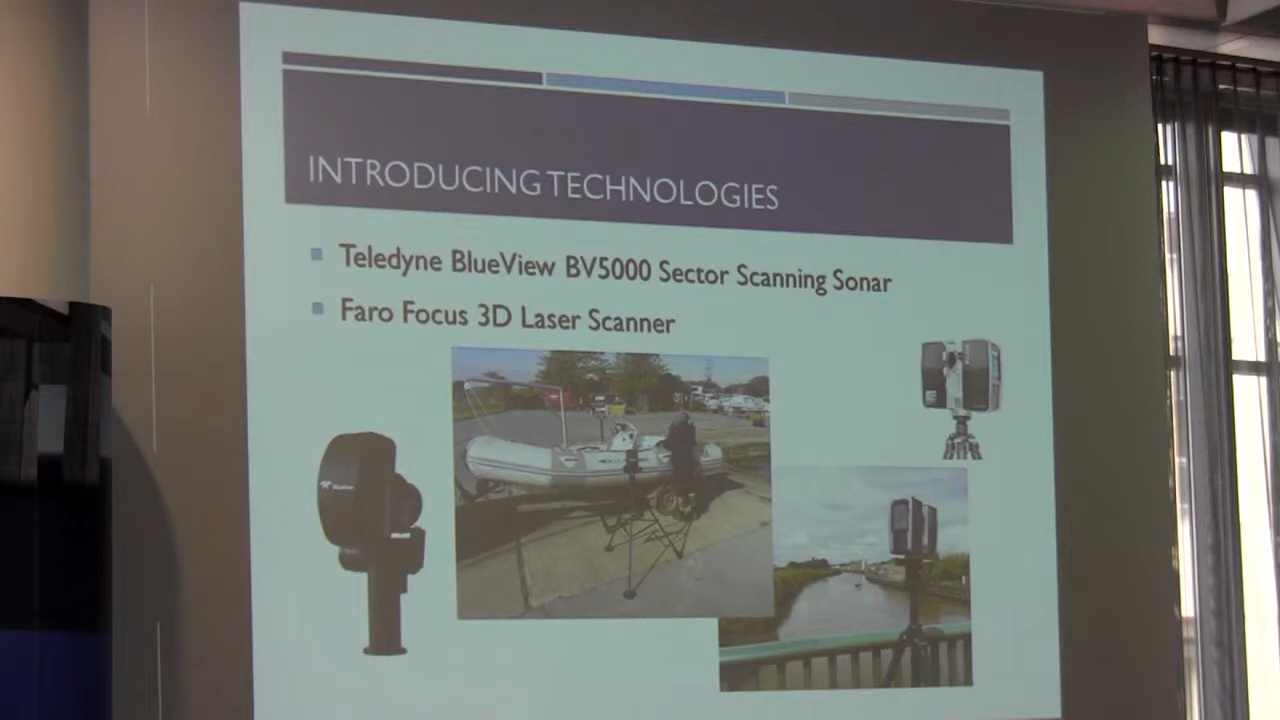 INTRODUCING TECHNOLOGIES
Teledyne BlueView BV5000 Sector Scanning Sonar
Faro Focus 3D Laser Scanner